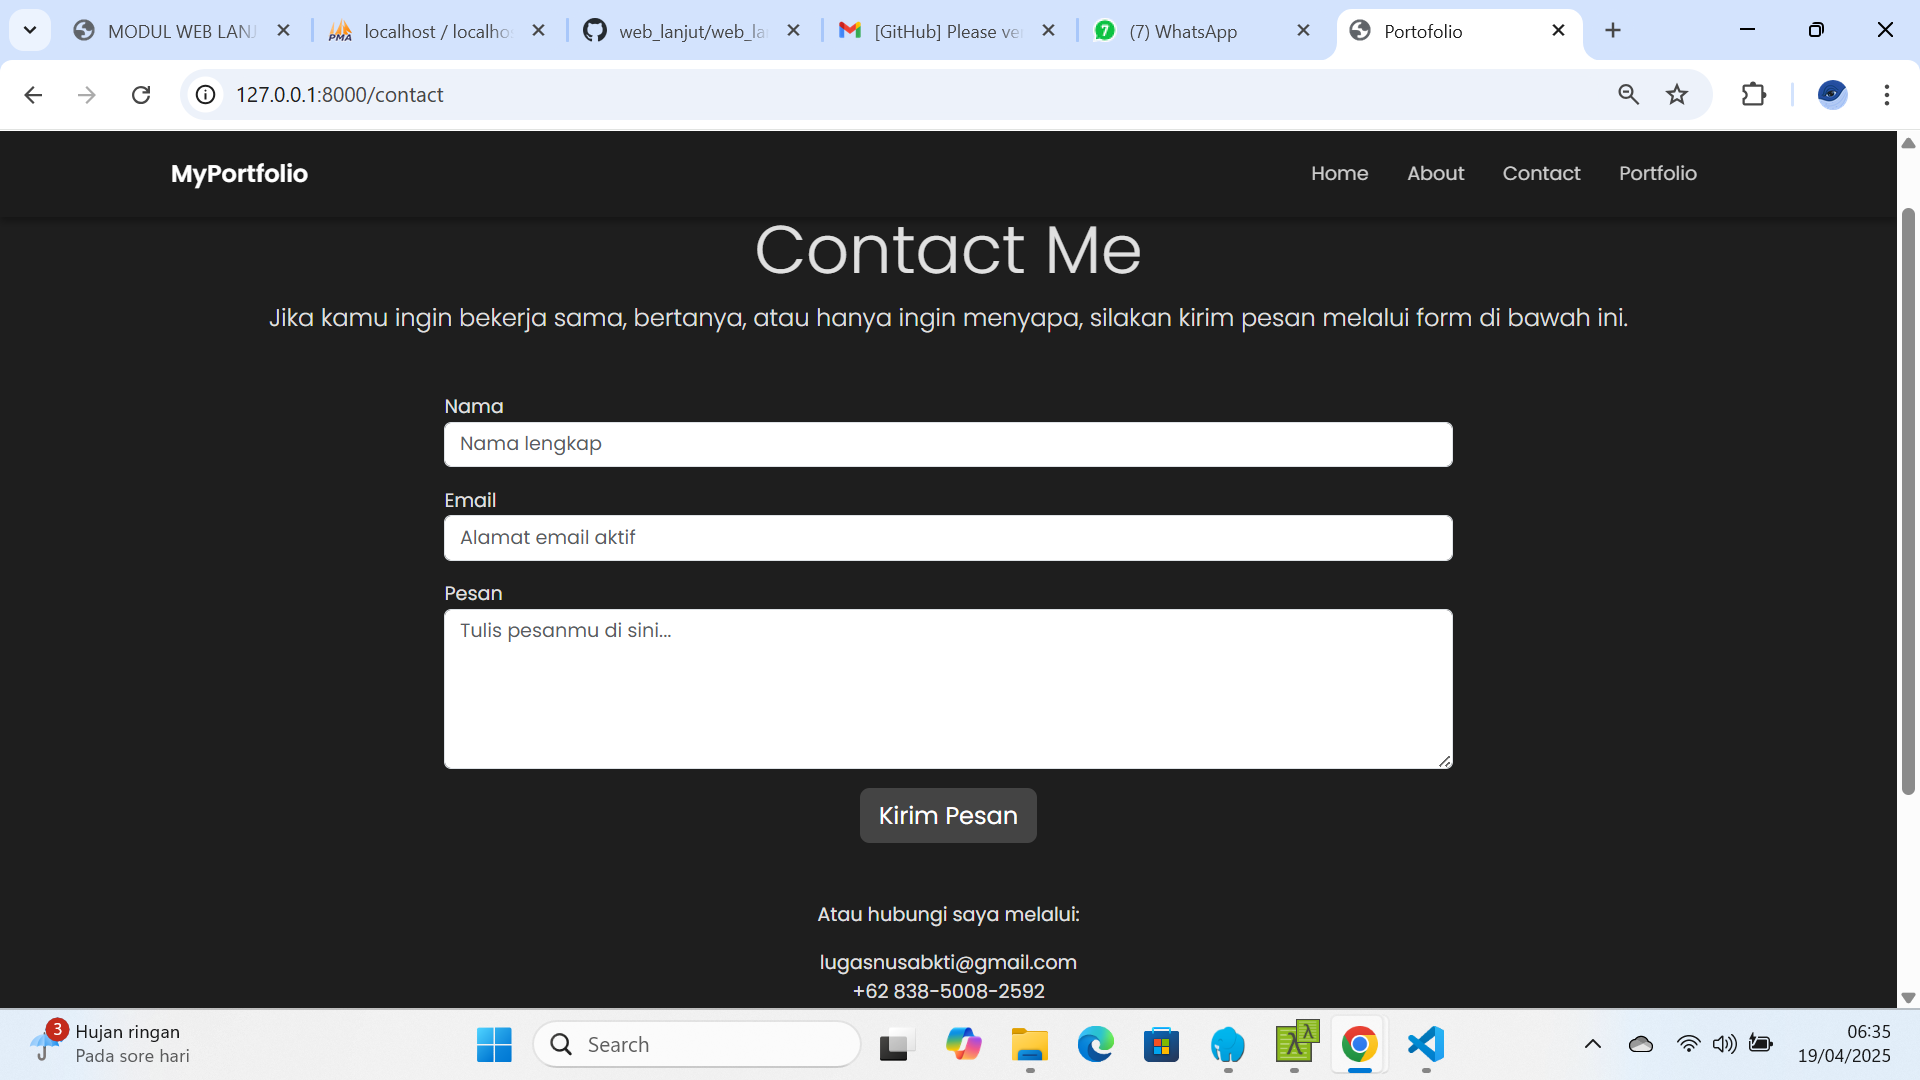 MODUL WEB LANJ
localhost / localhos
web_lanjut/web_la
[GitHub] Please ver
(7) WhatsApp
Portofolio
127.0.0.1:8000/contact
MyPortfolio
Home
About
Contact
Portfolio
Contact Me
Jika kamu ingin bekerja sama, bertanya, atau hanya ingin menyapa, silakan kirim pesan melalui form di bawah ini.
Nama
Nama lengkap
Email
Alamat email aktif
Pesan
Tulis pesanmu di sini...
Kirim Pesan
Atau hubungi saya melalui:
lugasnusabkti@gmail.com
+62 838-5008-2592
3
Hujan ringan
Pada sore hari
Search
06:35
19/04/2025